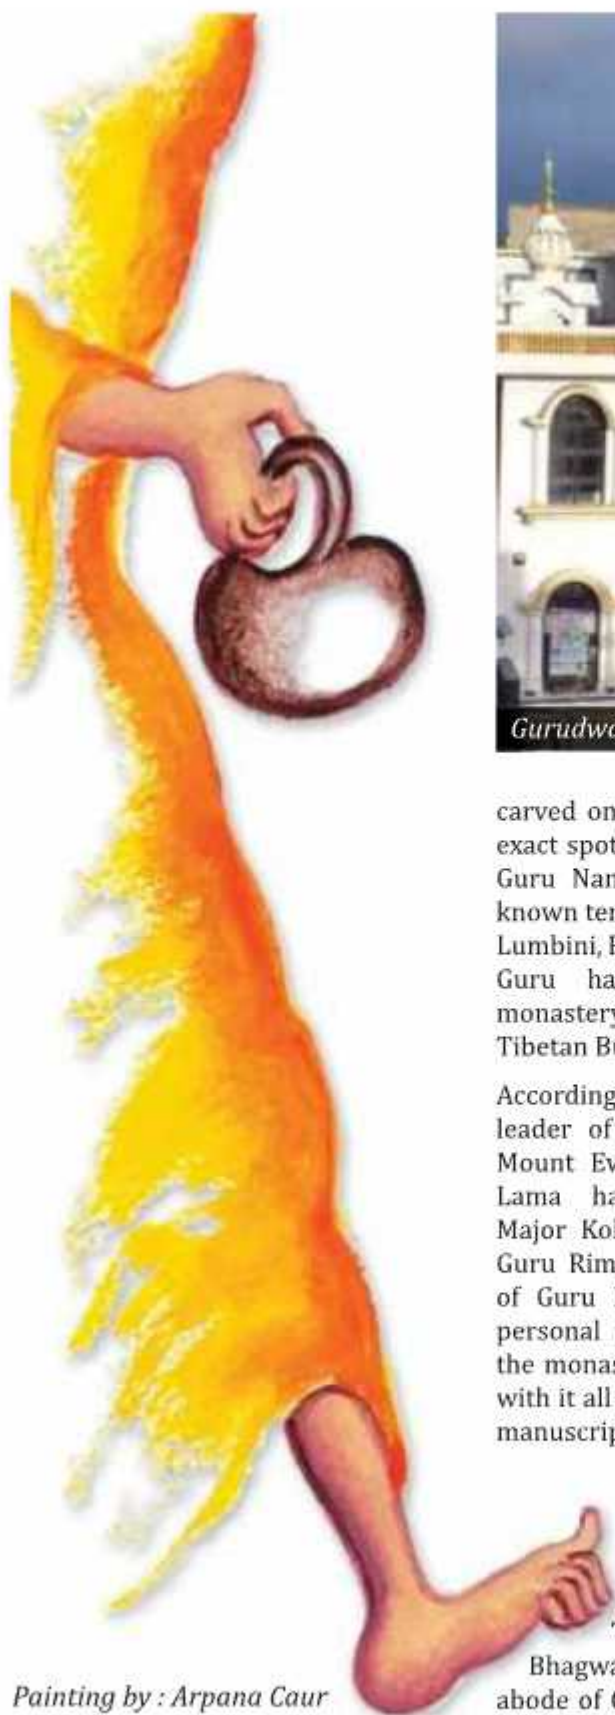 Gurudwa
carved on
exact spot
Guru Nan
known ter
Lumbini,
Guru ha
monastery
Tibetan Bu
According
leader of
Mount Ev
Lama ha
Major Kol
Guru Rim
of Guru
personal
the monas
with it all
manuscrip
Bhagwa
abode of
Painting by : Arpana Caur